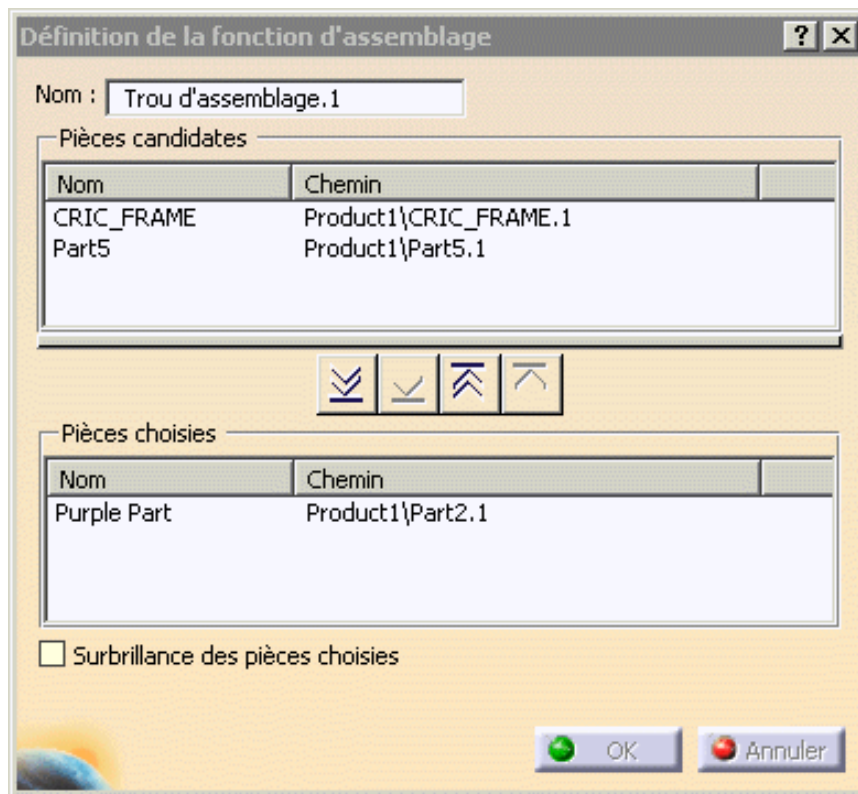 Définition de la fonction d'assemblage ? X
Nom : Trou d'assemblage.1
Pièces candidates
Nom Chemin
CRIC_FRAME Product1\CRIC_FRAME.1
Part5 Product1\Part5.1
Pièces choisies
Nom Chemin
Purple Part Product1\Part2.1
Surbrillance des pièces choisies
OK Annuler